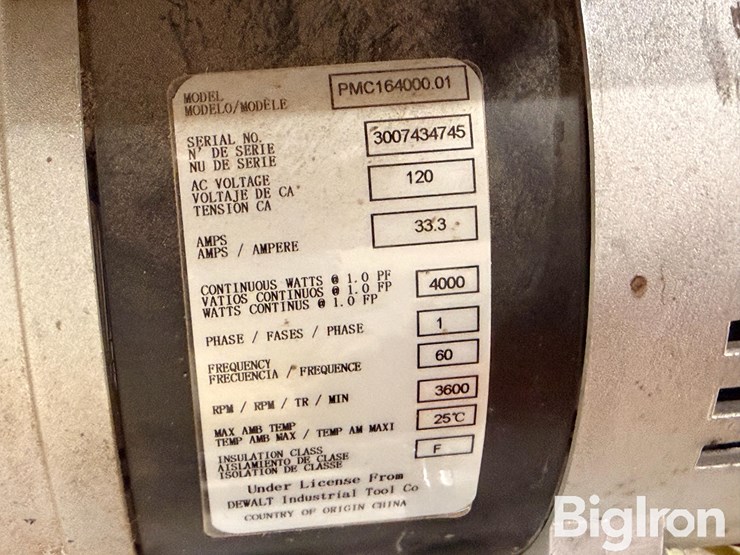 MODEL
MODELO/MODÈLE PMC164000.01
SERIAL NO.
N' DE SERIE 3007434745
NU DE SERIE
AC VOLTAGE
VOLTAJE DE CA 120
TENSION CA
AMPS
AMPS / AMPERE 33.3
CONTINUOUS WATTS @ 1.0 PF
VATIOS CONTINUOS @ 1.0 FP 4000
WATTS CONTINUS @ 1.0 FP
PHASE / FASES / PHASE 1
FREQUENCY
FRECUENCIA / FREQUENCE 60
RPM / RPM / TR / MIN 3600
MAX AMB TEMP
TEMP AMB MAX / TEMP AM MAXI 25℃
INSULATION CLASS
AISLAMIENTO DE CLASE F
ISOLATION DE CLASSE
Under License From
DEWALT Industrial Tool Co
COUNTRY OF ORIGIN CHINA
BigIron